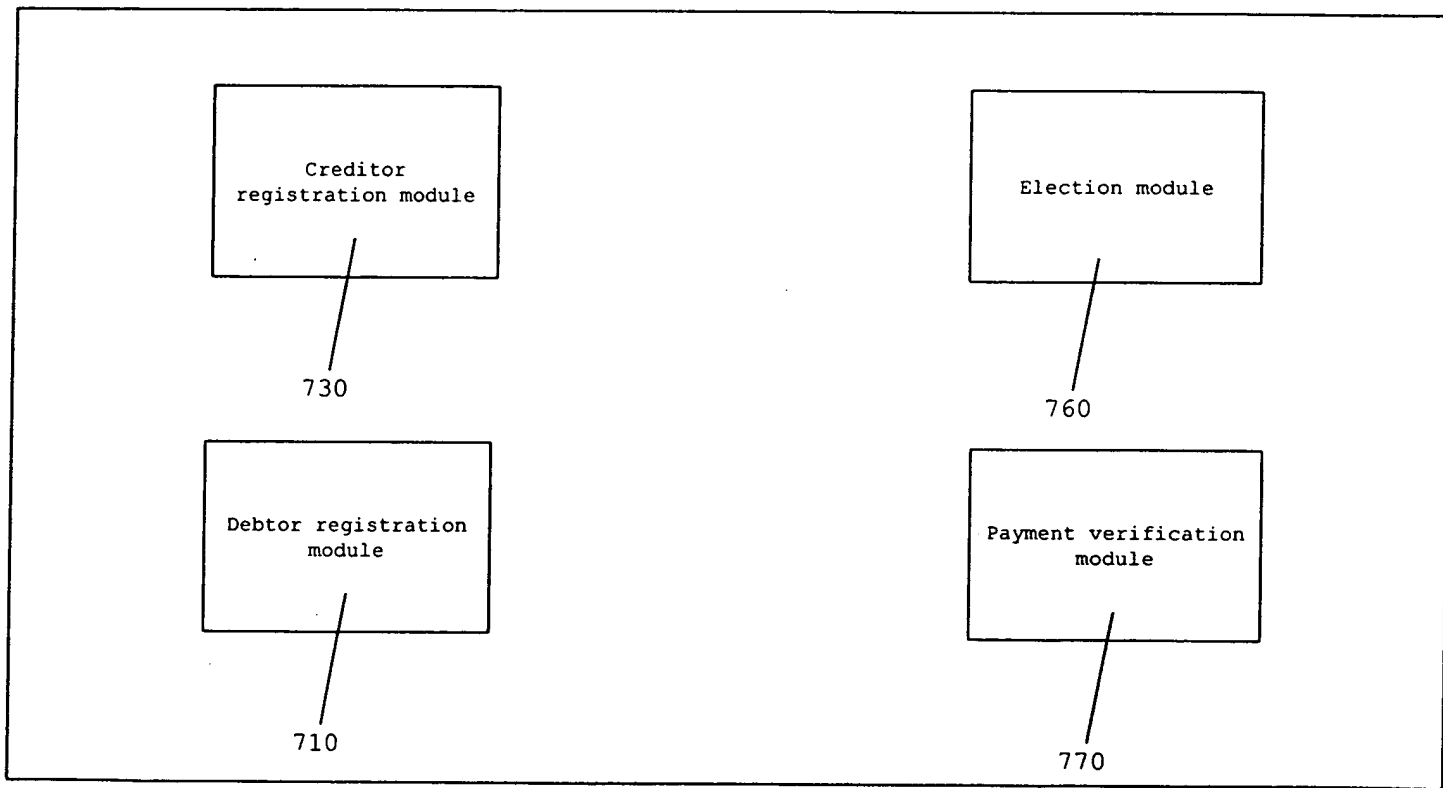 Creditor
registration module
730
Election module
760
Debtor registration
module
710
Payment verification
module
770